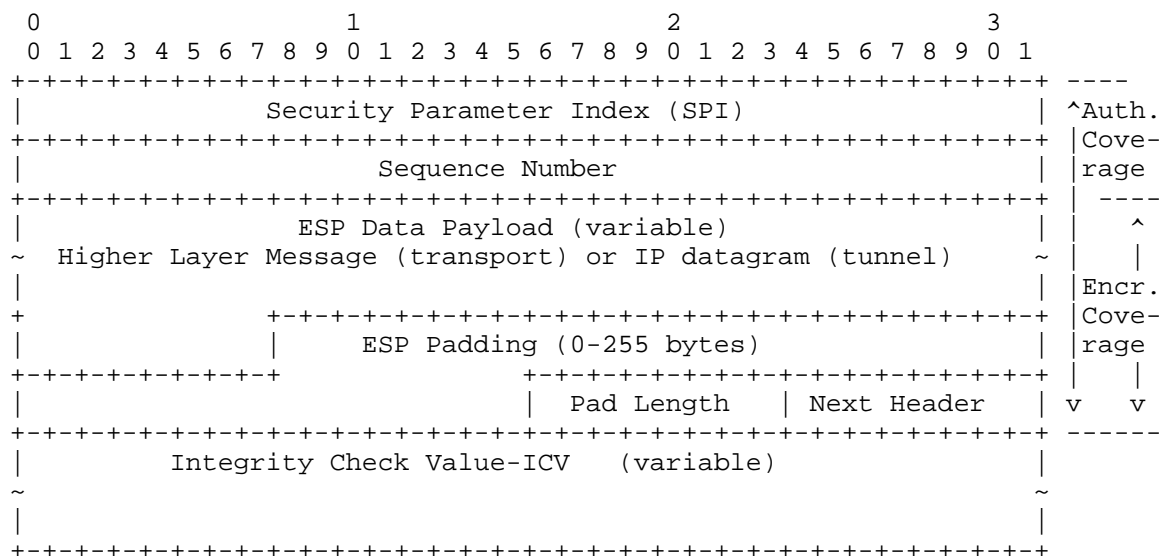 0                   1                   2                   3
 0 1 2 3 4 5 6 7 8 9 0 1 2 3 4 5 6 7 8 9 0 1 2 3 4 5 6 7 8 9 0 1
+-+-+-+-+-+-+-+-+-+-+-+-+-+-+-+-+-+-+-+-+-+-+-+-+-+-+-+-+-+-+-+-+ ----
|               Security Parameter Index (SPI)                  | ^Auth.
+-+-+-+-+-+-+-+-+-+-+-+-+-+-+-+-+-+-+-+-+-+-+-+-+-+-+-+-+-+-+-+-+ |Cove-
|                      Sequence Number                          | |rage
+-+-+-+-+-+-+-+-+-+-+-+-+-+-+-+-+-+-+-+-+-+-+-+-+-+-+-+-+-+-+-+-+ | ----
|                 ESP Data Payload (variable)                   | |   ^
~  Higher Layer Message (transport) or IP datagram (tunnel)     ~ |   |
|                                                               | |Encr.
+               +-+-+-+-+-+-+-+-+-+-+-+-+-+-+-+-+-+-+-+-+-+-+-+-+ |Cove-
|               |     ESP Padding (0-255 bytes)                 | |rage
+-+-+-+-+-+-+-+-+               +-+-+-+-+-+-+-+-+-+-+-+-+-+-+-+-+ |   |
|                               |  Pad Length   | Next Header   | v   v
+-+-+-+-+-+-+-+-+-+-+-+-+-+-+-+-+-+-+-+-+-+-+-+-+-+-+-+-+-+-+-+-+ ------
|         Integrity Check Value-ICV   (variable)                |
~                                                               ~
|                                                               |
+-+-+-+-+-+-+-+-+-+-+-+-+-+-+-+-+-+-+-+-+-+-+-+-+-+-+-+-+-+-+-+-+